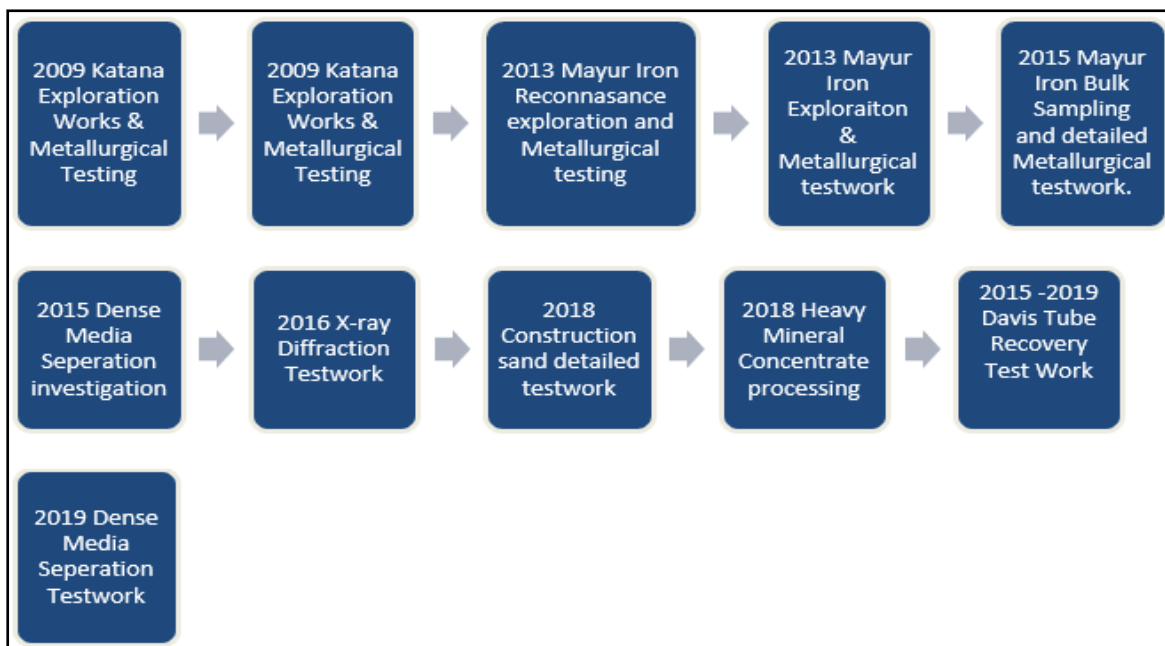 2009 Katana
Exploration
Works &
Metallurgical
Testing
2009 Katana
Exploration
Works &
Metallurgical
Testing
2013 Mayur Iron
Reconnasance
exploration and
Metallurgical
testing
2013 Mayur
Iron
Exploraiton
&
Metallurgical
testwork
2015 Mayur
Iron Bulk
Sampling
and detailed
Metallurgical
testwork.
2015 Dense
Media
Seperation
investigation
2016 X-ray
Diffraction
Testwork
2018
Construction
sand detailed
testwork
2018 Heavy
Mineral
Concentrate
processing
2015 -2019
Davis Tube
Recovery
Test Work
2019 Dense
Media
Seperation
Testwork